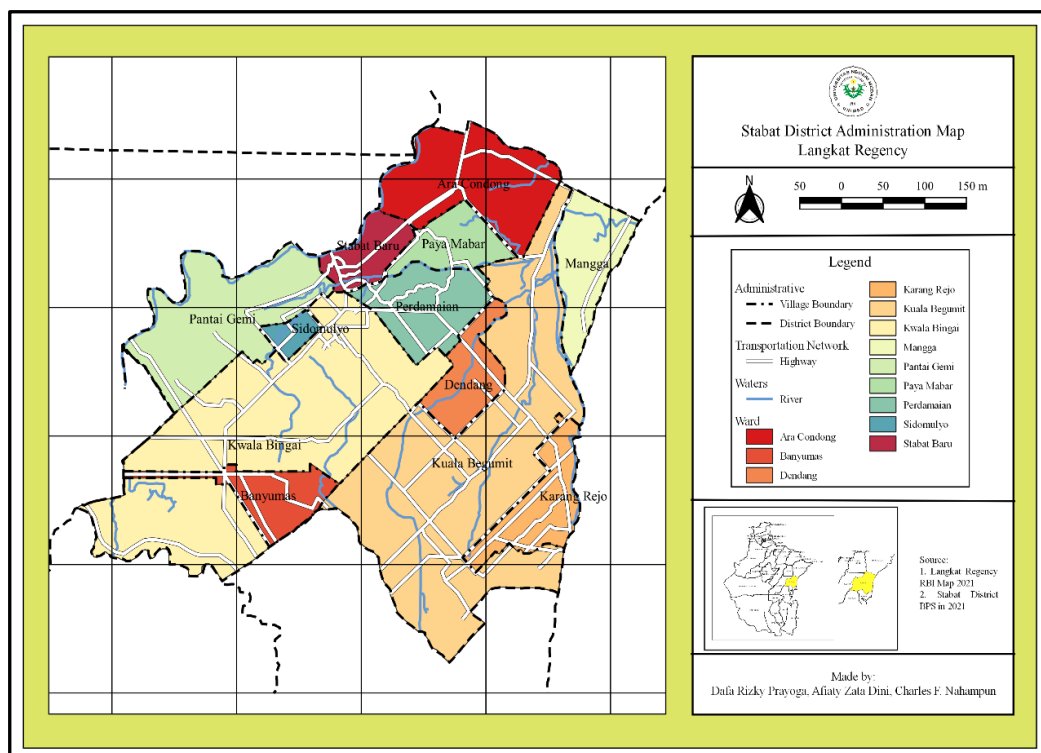 Ara Condong
Stabat Baru
Paya Mabar
Mangga
Perdamaian
Pantai Gemi
Sidomulyo
Dendang
Kwala Bingai
Kuala Begumit
Banyumas
Karang Rejo
Stabat District Administration Map
Langkat Regency
N
50 0 50 100 150 m
Legend
Administrative
Village Boundary
District Boundary
Transportation Network
Highway
Waters
River
Ward
Ara Condong
Banyumas
Dendang
Karang Rejo
Kuala Begumit
Kwala Bingai
Mangga
Pantai Gemi
Paya Mabar
Perdamaian
Sidomulyo
Stabat Baru
Source:
1. Langkat Regency
RBI Map 2021
2. Stabat District
BPS in 2021
Made by:
Dafa Rizky Prayoga, Afiaty Zata Dini, Charles F. Nahampun